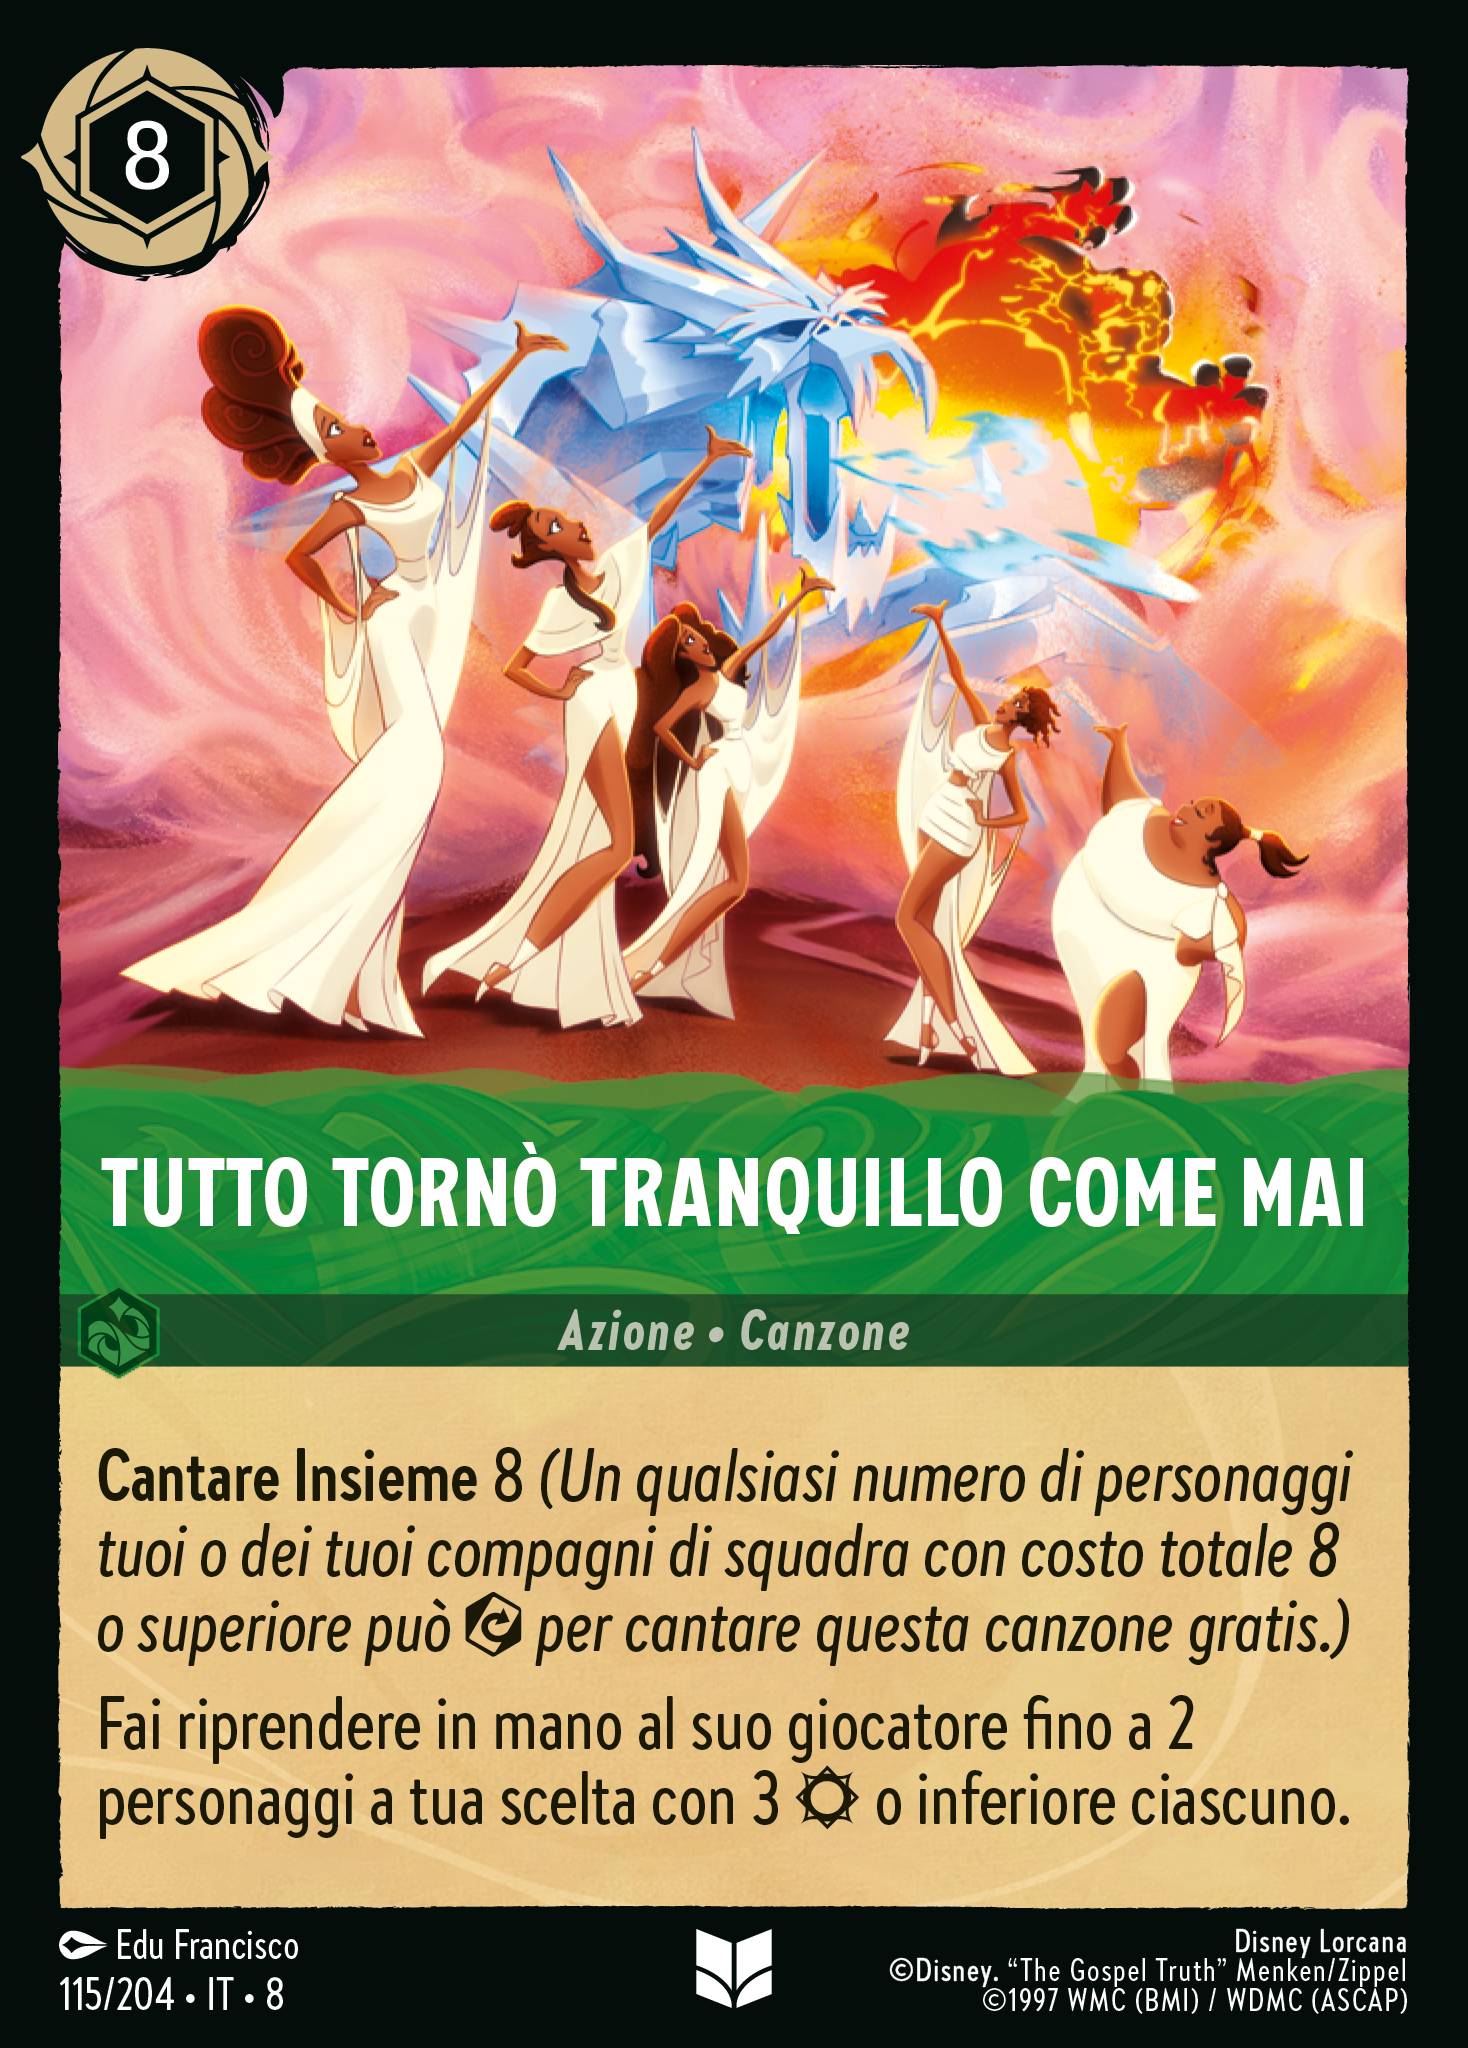 8
TUTTO TORNÒ TRANQUILLO COME MAI
Azione • Canzone
Cantare Insieme 8 (Un qualsiasi numero di personaggi
tuoi o dei tuoi compagni di squadra con costo totale 8
o superiore può per cantare questa canzone gratis.)
Fai riprendere in mano al suo giocatore fino a 2
personaggi a tua scelta con 3 o inferiore ciascuno.
Edu Francisco
115/204 • IT • 8
Disney Lorcana
©Disney. “The Gospel Truth” Menken/Zippel
©1997 WMC (BMI) / WDMC (ASCAP)